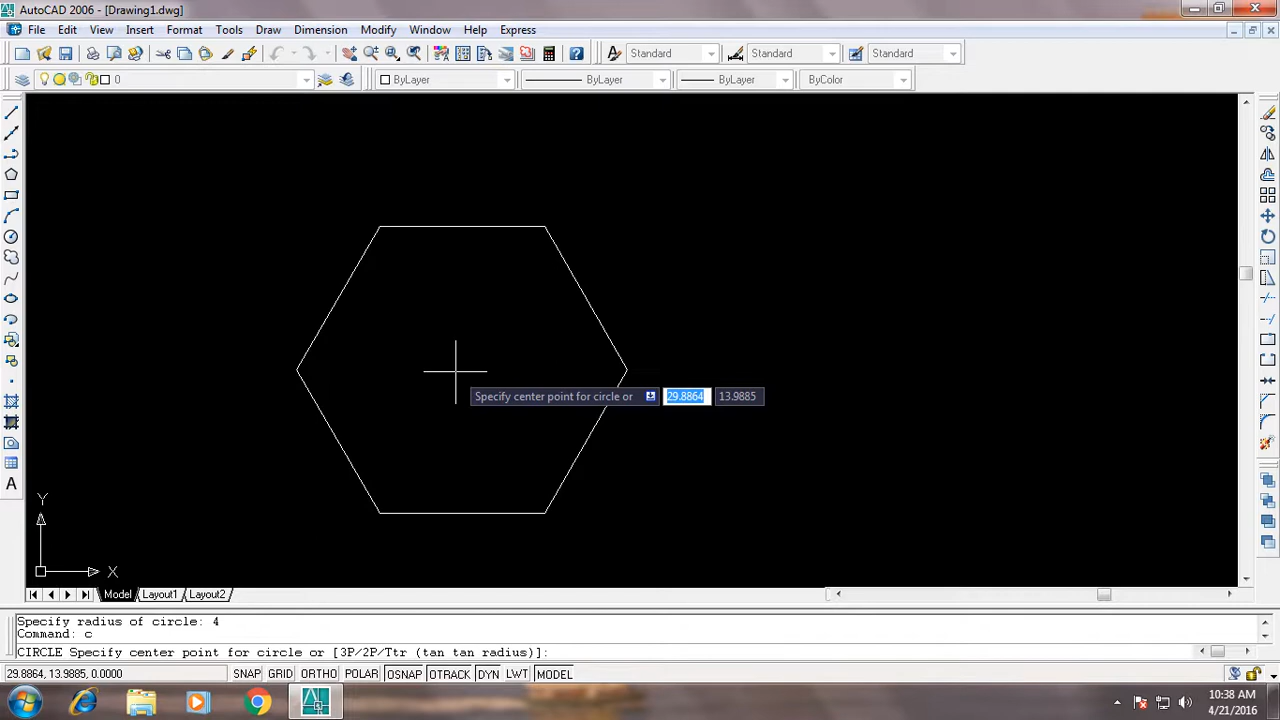 AutoCAD 2006 - [Drawing1.dwg]
File Edit View Insert Format Tools Draw Dimension Modify Window Help Express
Standard Standard Standard
0 ByLayer ByLayer ByLayer ByColor
Specify center point for circle or 29.8864 13.9885
Y
X
Model Layout1 Layout2
Specify radius of circle: 4
Command: c
CIRCLE Specify center point for circle or [3P/2P/Ttr (tan tan radius)]:
29.8864, 13.9885, 0.0000 SNAP GRID ORTHO POLAR OSNAP OTRACK DYN LWT MODEL
10:38 AM
4/21/2016